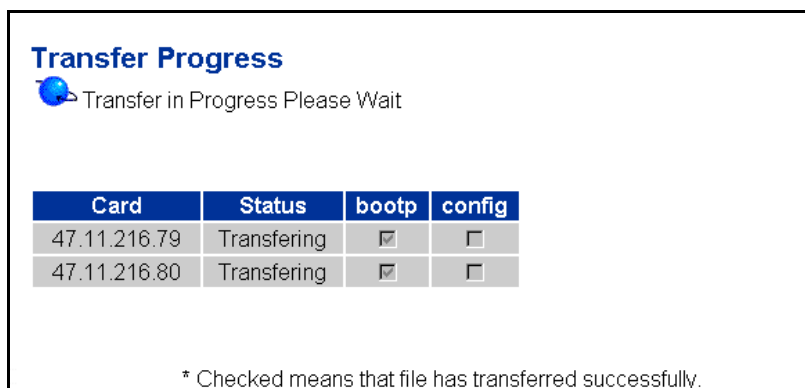 Transfer Progress
Transfer in Progress Please Wait
Card Status bootp config
47.11.216.79 Transfering
47.11.216.80 Transfering
* Checked means that file has transferred successfully.